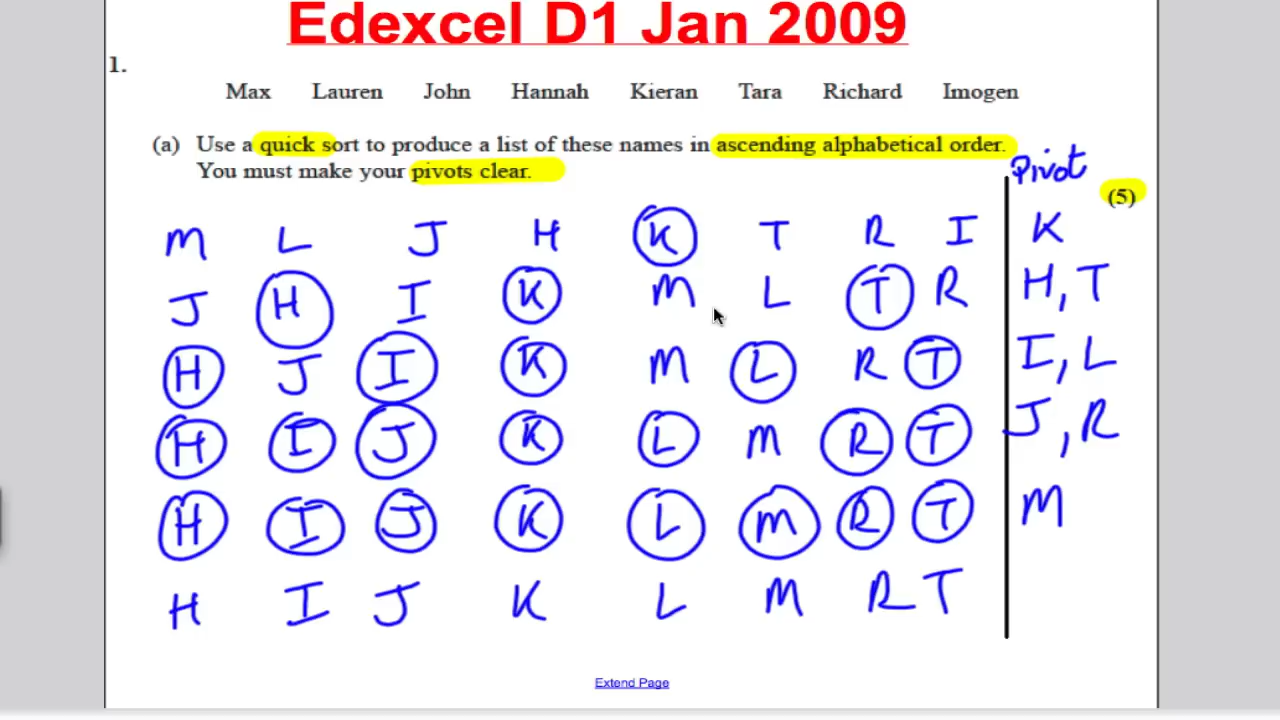 Edexcel D1 Jan 2009
1.
Max Lauren John Hannah Kieran Tara Richard Imogen
(a) Use a quick sort to produce a list of these names in ascending alphabetical order.
You must make your pivots clear.
Pivot
(5)
M L J H K T R I K
J H I K M L T R H, T
H J I K M L R T I, L
H I J K L M R T J, R
H I J K L M R T M
H I J K L M R T
Extend Page